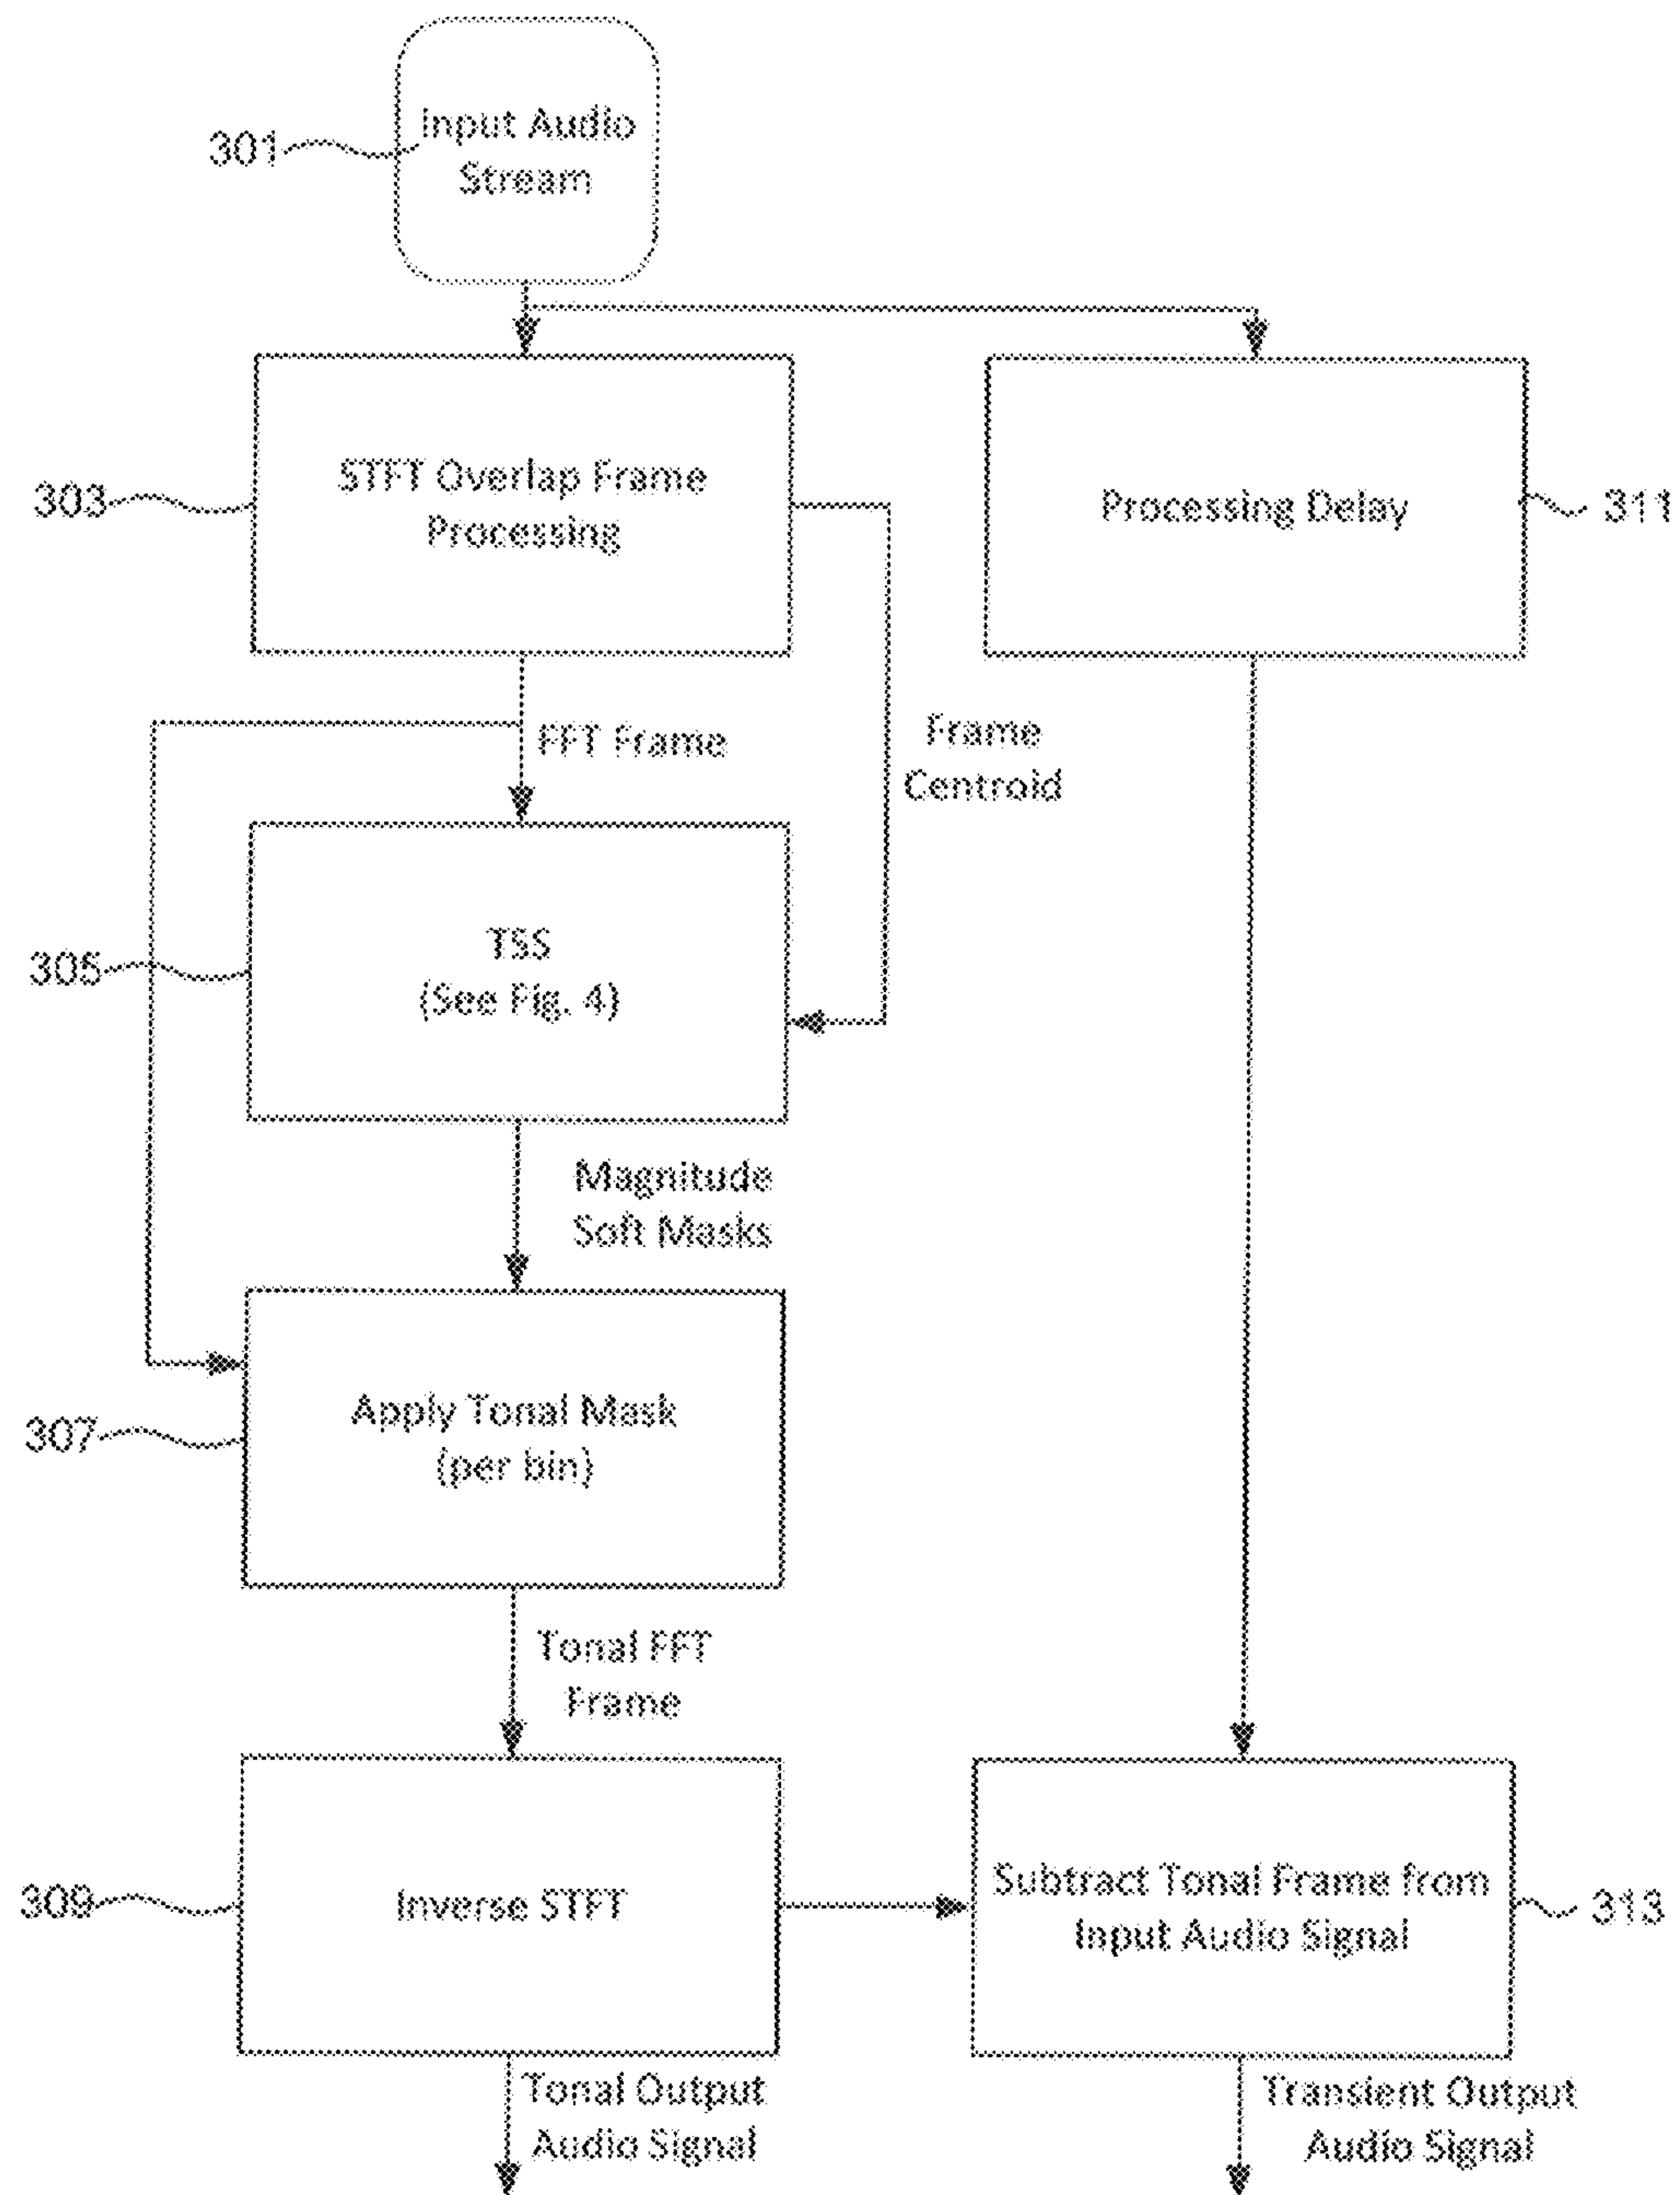 301
Input Audio
Stream
303
STFT Overlap Frame
Processing
Processing Delay
311
FFT Frame
Frame
Centroid
305
TSS
(See Fig. 4)
Magnitude
Soft Masks
307
Apply Tonal Mask
(per bin)
Tonal FFT
Frame
309
Inverse STFT
Subtract Tonal Frame from
Input Audio Signal
313
Tonal Output
Audio Signal
Transient Output
Audio Signal